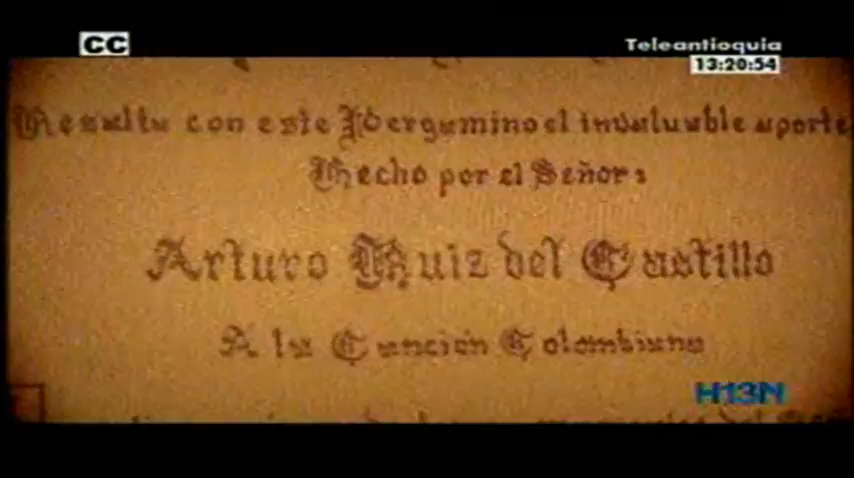 CC
Teleantioquia
13:20:54
Resalta con este Pergamino el invaluable aporte
Hecho por el Señor:
Arturo Ruiz del Castillo
A la Canción Colombiana
H13N